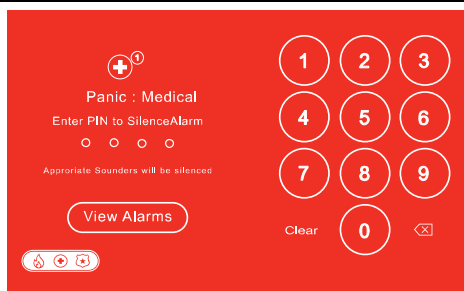 1
Panic : Medical
Enter PIN to SilenceAlarm
Approriate Sounders will be silenced
View Alarms
1 2 3
4 5 6
7 8 9
Clear 0